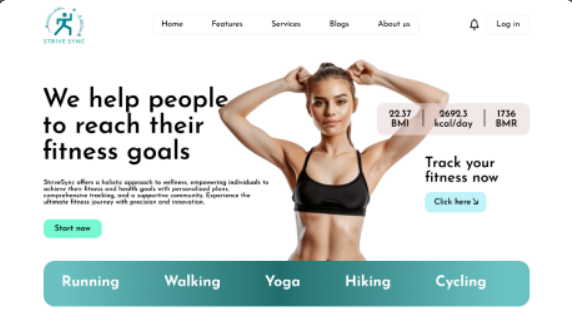 STRIVE SYNC
Home Features Services Blogs About us
Log in
We help people
to reach their
fitness goals
22.37 2692.3 1736
BMI kcal/day BMR
Track your
fitness now
Click here
StriveSync offers a holistic approach to wellness, empowering individuals to
achieve their fitness and health goals with personalized plans,
comprehensive tracking, and a supportive community. Experience the
ultimate fitness journey with precision and innovation.
Start now
Running Walking Yoga Hiking Cycling